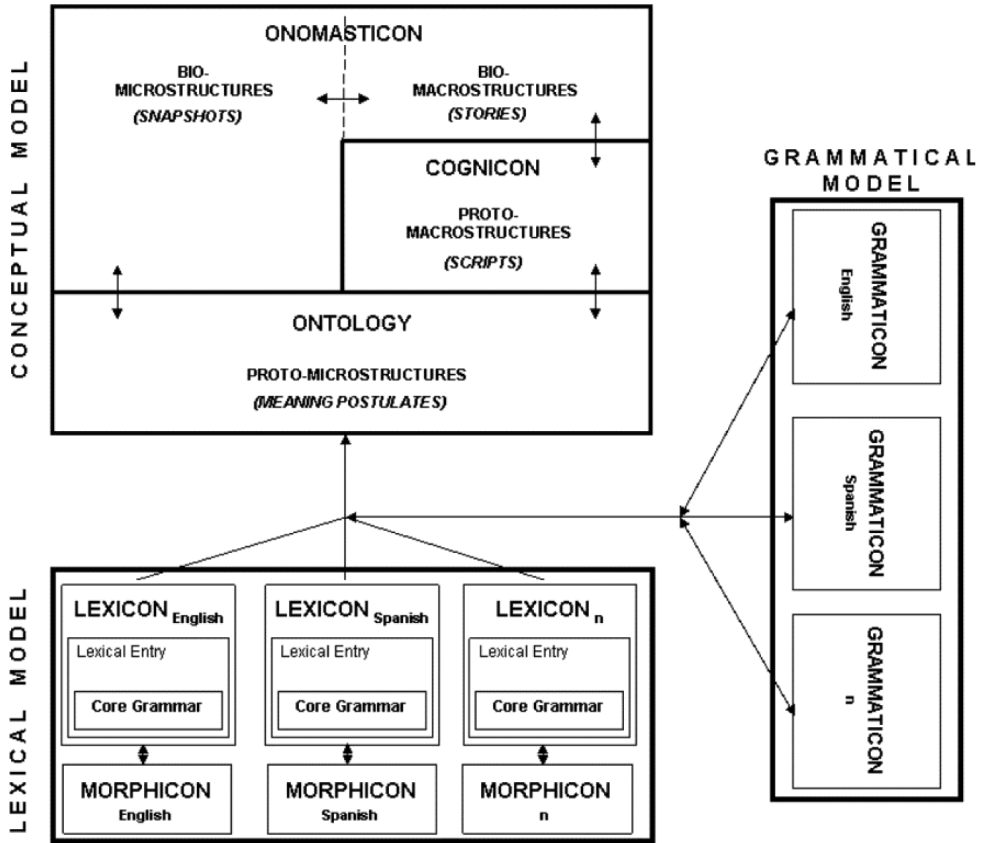 CONCEPTUAL MODEL
ONOMASTICON
BIO-
MICROSTRUCTURES
(SNAPSHOTS)
BIO-
MACROSTRUCTURES
(STORIES)
COGNICON
PROTO-
MACROSTRUCTURES
(SCRIPTS)
ONTOLOGY
PROTO-MICROSTRUCTURES
(MEANING POSTULATES)
GRAMMATICAL
MODEL
GRAMMATICON
English
GRAMMATICON
Spanish
GRAMMATICON
n
LEXICAL MODEL
LEXICON English
Lexical Entry
Core Grammar
MORPHICON
English
LEXICON Spanish
Lexical Entry
Core Grammar
MORPHICON
Spanish
LEXICON n
Lexical Entry
Core Grammar
MORPHICON
n